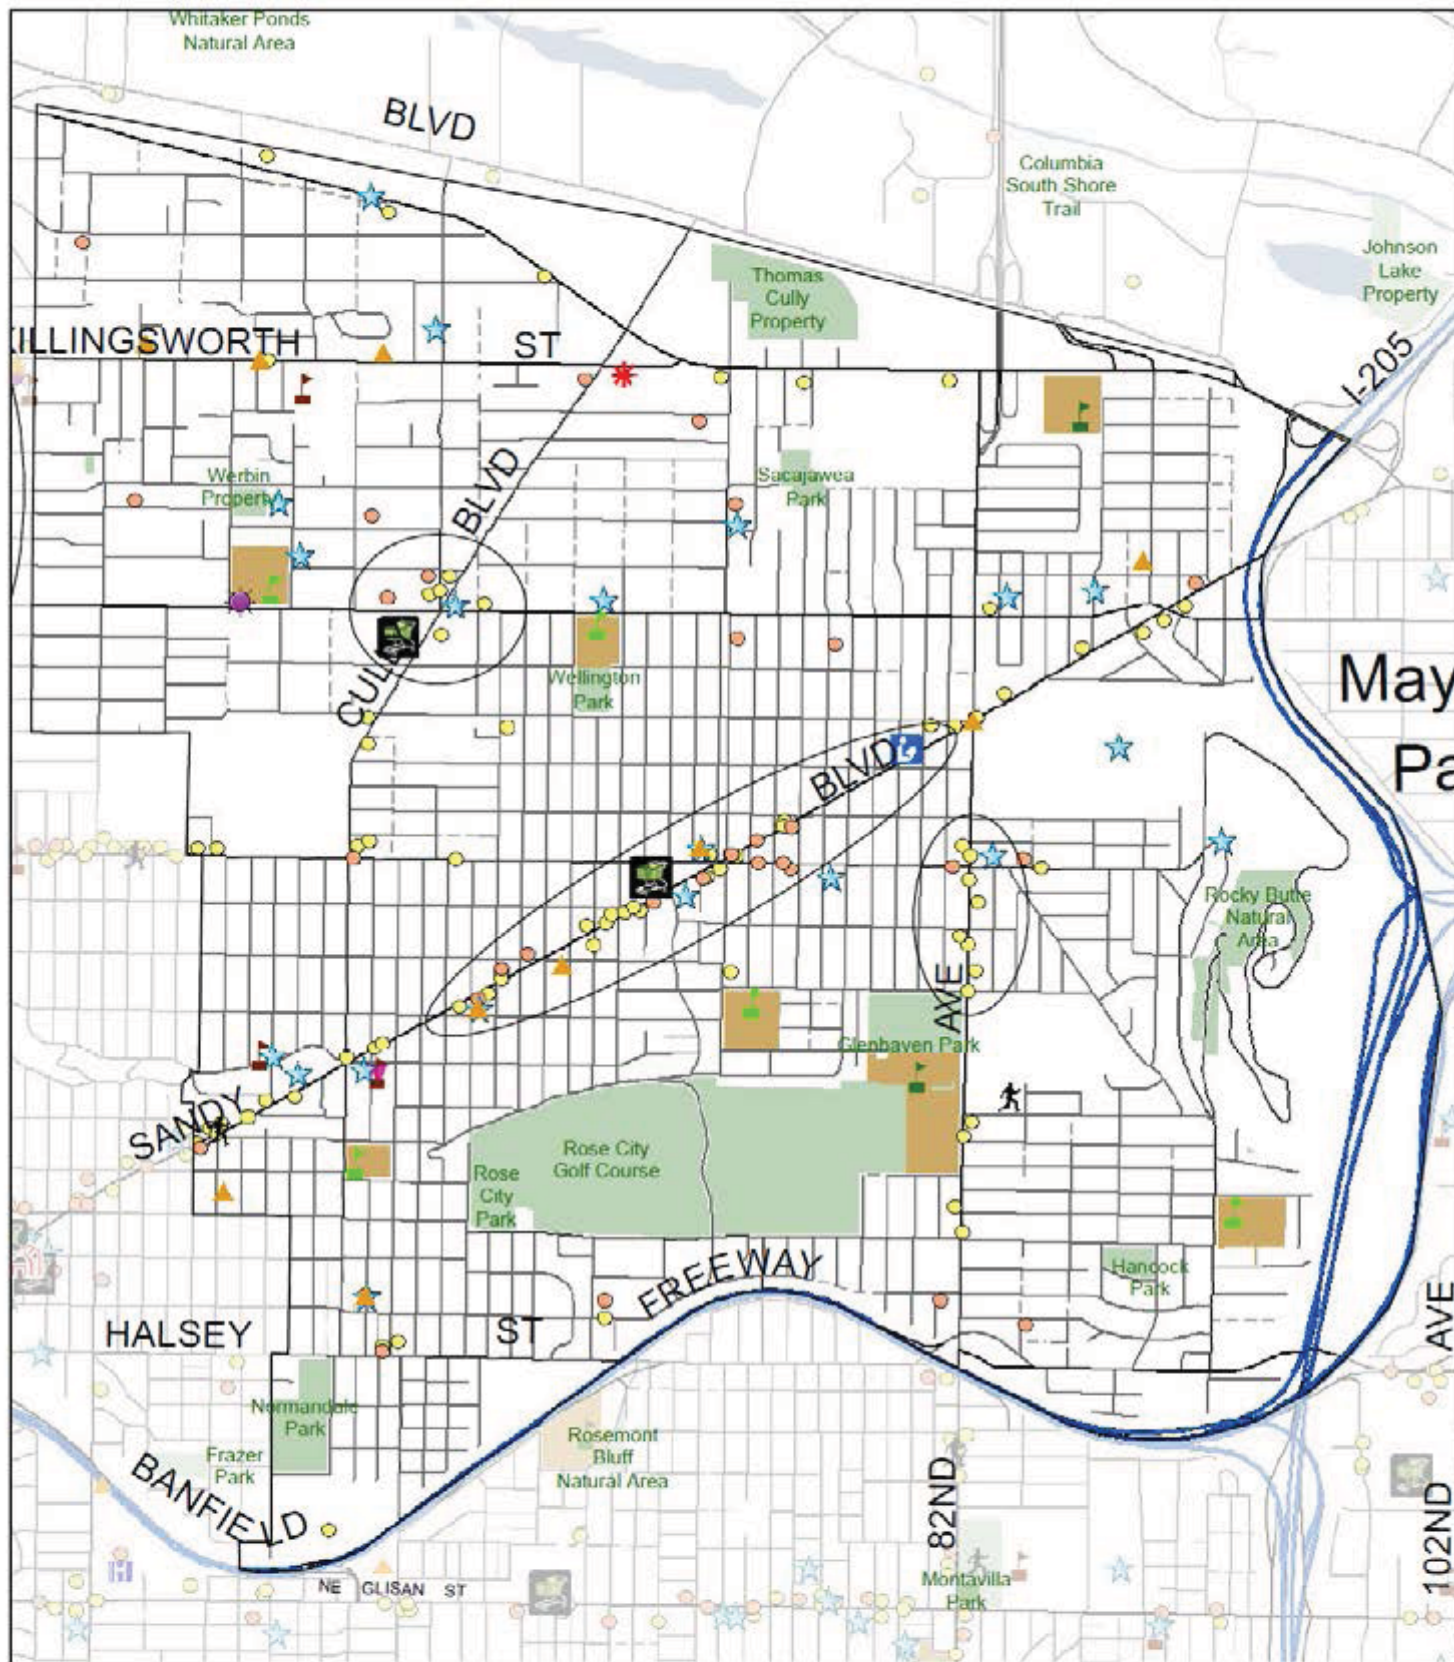 Whitaker Ponds
Natural Area
BLVD
Columbia
South Shore
Trail
Johnson
Lake
Property
Thomas
Cully
Property
KILLINGSWORTH
ST
I-205
BLVD
Werbin
Property
Sacajawea
Park
CULLY
Wellington
Park
May
Pa
BLVD
Rocky Butte
Natural
Area
AVE
Glenhaven Park
SANDY
Rose City
Golf Course
Rose
City
Park
Hancock
Park
FREEWAY
HALSEY
ST
AVE
Normandale
Park
Frazer
Park
Rosemont
Bluff
Natural Area
BANFIELD
82ND
102ND
NE GLISAN ST
Montavilla
Park